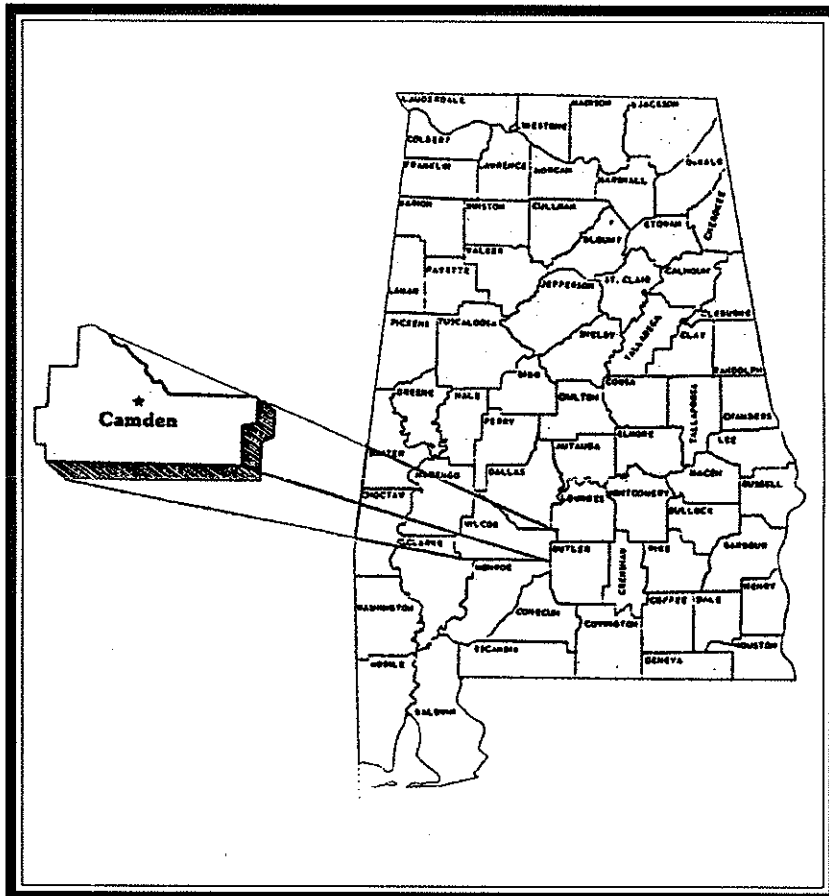 LAUDERDALE
MADISON
JACKSON
COLBERT
FRANKLIN
LAWRENCE
MORGAN
MARSHALL
DEKALB
MARION
WINSTON
CULLMAN
BLOUNT
ETOWAH
CHEROKEE
WALKER
FAYETTE
LAMAR
JEFFERSON
ST. CLAIR
CALHOUN
CLEBURNE
PICKENS
TUSCALOOSA
SHELBY
TALLADEGA
CLAY
RANDOLPH
BIBB
COOSA
GREENE
HALE
PERRY
TALLAPOOSA
CHAMBERS
LEE
Camden
AUTAUGA
ELMORE
DALLAS
MACON
RUSSELL
CHOCTAW
MARENGO
LOWNDES
MONTGOMERY
BULLOCK
WILCOX
CLARKE
BUTLER
CRENSHAW
PIKE
BARBOUR
MONROE
HENRY
WASHINGTON
CONECUH
COFFEE
DALE
COVINGTON
ESCAMBIA
GENEVA
HOUSTON
MOBILE
BALDWIN